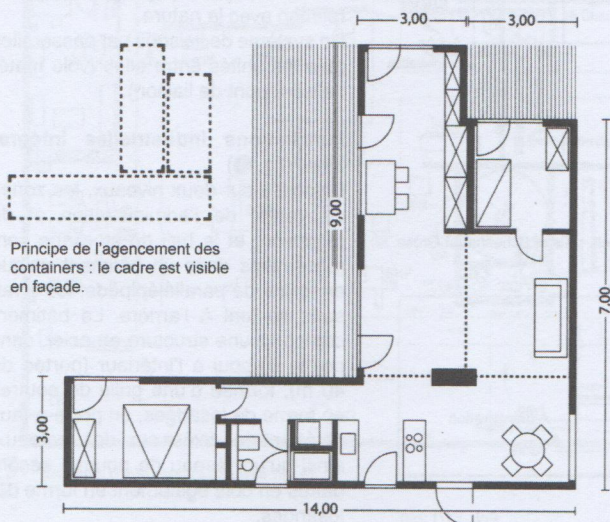 3,00
3,00
9,00
Principe de l'agencement des
containers : le cadre est visible
en façade.
7,00
3,00
14,00